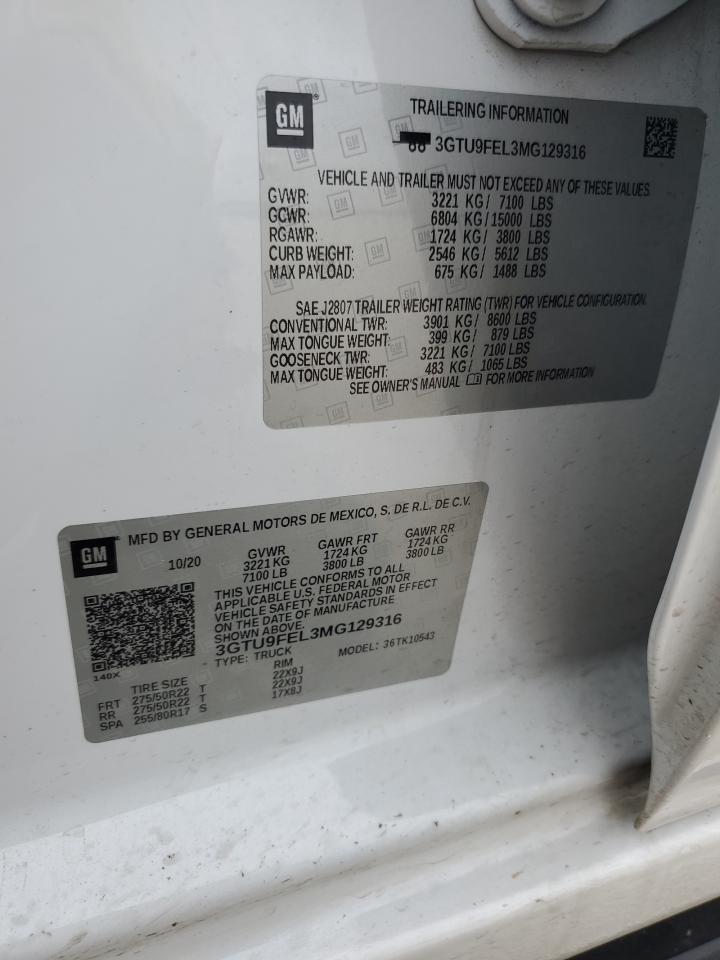 GM
TRAILERING INFORMATION
3GTU9FEL3MG129316
VEHICLE AND TRAILER MUST NOT EXCEED ANY OF THESE VALUES.
GVWR: 3221 KG / 7100 LBS
GCWR: 6804 KG / 15000 LBS
RGAWR: 1724 KG / 3800 LBS
CURB WEIGHT: 2546 KG / 5612 LBS
MAX PAYLOAD: 675 KG / 1488 LBS
SAE J2807 TRAILER WEIGHT RATING (TWR) FOR VEHICLE CONFIGURATION.
CONVENTIONAL TWR: 3901 KG / 8600 LBS
MAX TONGUE WEIGHT: 399 KG / 879 LBS
GOOSENECK TWR: 3221 KG / 7100 LBS
MAX TONGUE WEIGHT: 483 KG / 1065 LBS
SEE OWNER'S MANUAL FOR MORE INFORMATION
GM
MFD BY GENERAL MOTORS DE MEXICO, S. DE R.L. DE C.V.
10/20 GVWR GAWR FRT GAWR RR
3221 KG 1724 KG 1724 KG
7100 LB 3800 LB 3800 LB
THIS VEHICLE CONFORMS TO ALL
APPLICABLE U.S. FEDERAL MOTOR
VEHICLE SAFETY STANDARDS IN EFFECT
ON THE DATE OF MANUFACTURE
SHOWN ABOVE.
3GTU9FEL3MG129316
TYPE: TRUCK MODEL: 36TK10543
140X
TIRE SIZE RIM
FRT 275/50R22 T 22X9J
RR 275/50R22 T 22X9J
SPA 255/80R17 S 17X8J